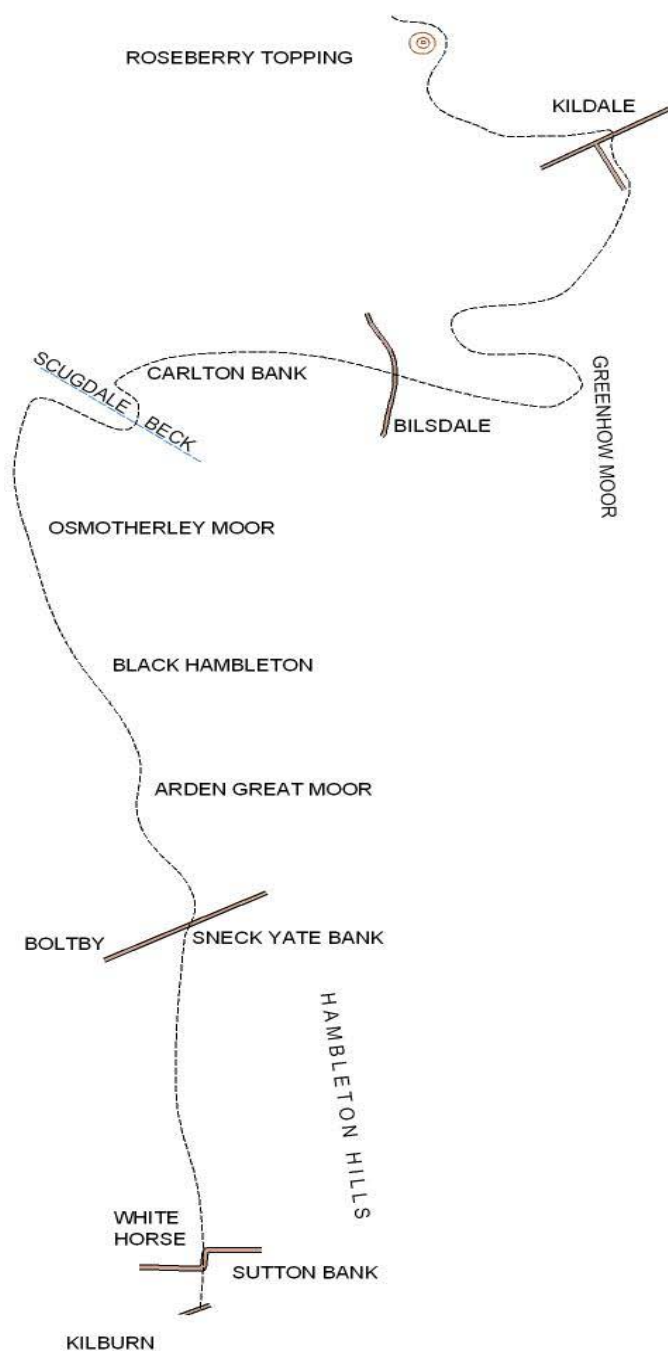 ROSEBERRY TOPPING
KILDALE
GREENHOW MOOR
SCUGDALE BECK
CARLTON BANK
BILSDALE
OSMOTHERLEY MOOR
BLACK HAMBLETON
ARDEN GREAT MOOR
BOLTBY
SNECK YATE BANK
HAMBLETON HILLS
WHITE
HORSE
SUTTON BANK
KILBURN